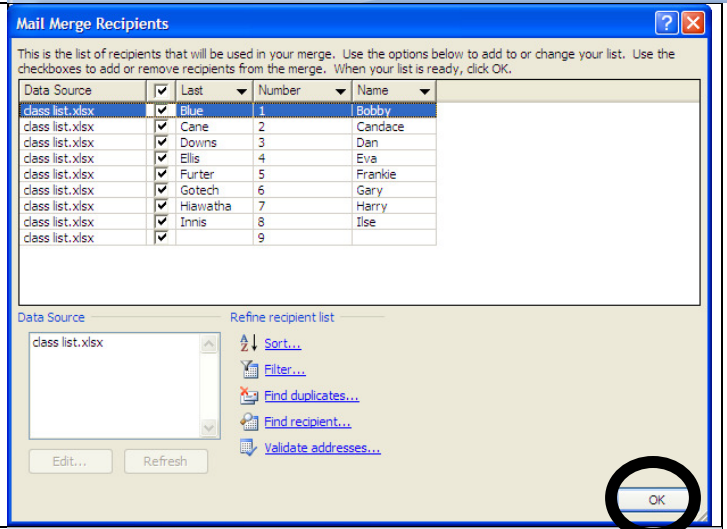 Mail Merge Recipients
This is the list of recipients that will be used in your merge. Use the options below to add to or change your list. Use the
checkboxes to add or remove recipients from the merge. When your list is ready, click OK.
Data Source Last Number Name
class list.xlsx Blue 1 Bobby
class list.xlsx Cane 2 Candace
class list.xlsx Downs 3 Dan
class list.xlsx Ellis 4 Eva
class list.xlsx Furter 5 Frankie
class list.xlsx Gotech 6 Gary
class list.xlsx Hiawatha 7 Harry
class list.xlsx Innis 8 Ilse
class list.xlsx 9
Data Source Refine recipient list
class list.xlsx
Sort...
Filter...
Find duplicates...
Find recipient...
Validate addresses...
Edit... Refresh
OK